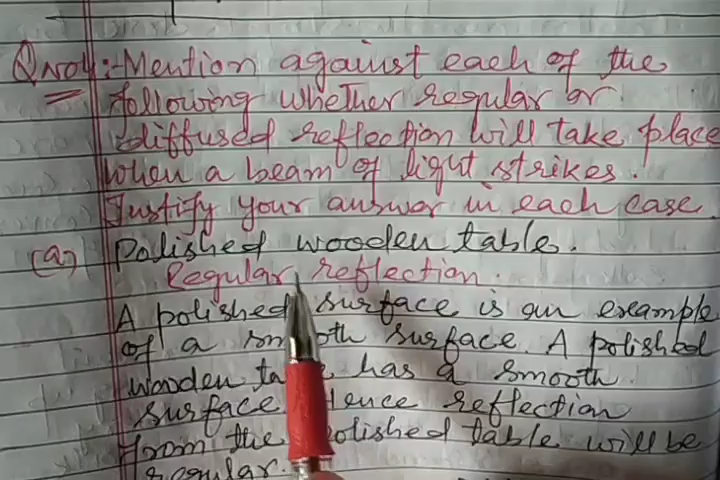 Q No4:- Mention against each of the
following whether regular or
diffused reflection will take place
when a beam of light strikes.
Justify your answer in each case.
(a) Polished wooden table.
Regular reflection.
A polished surface is an example
of a smooth surface. A polished
wooden table has a smooth
surface. Hence reflection
from the polished table will be
regular.